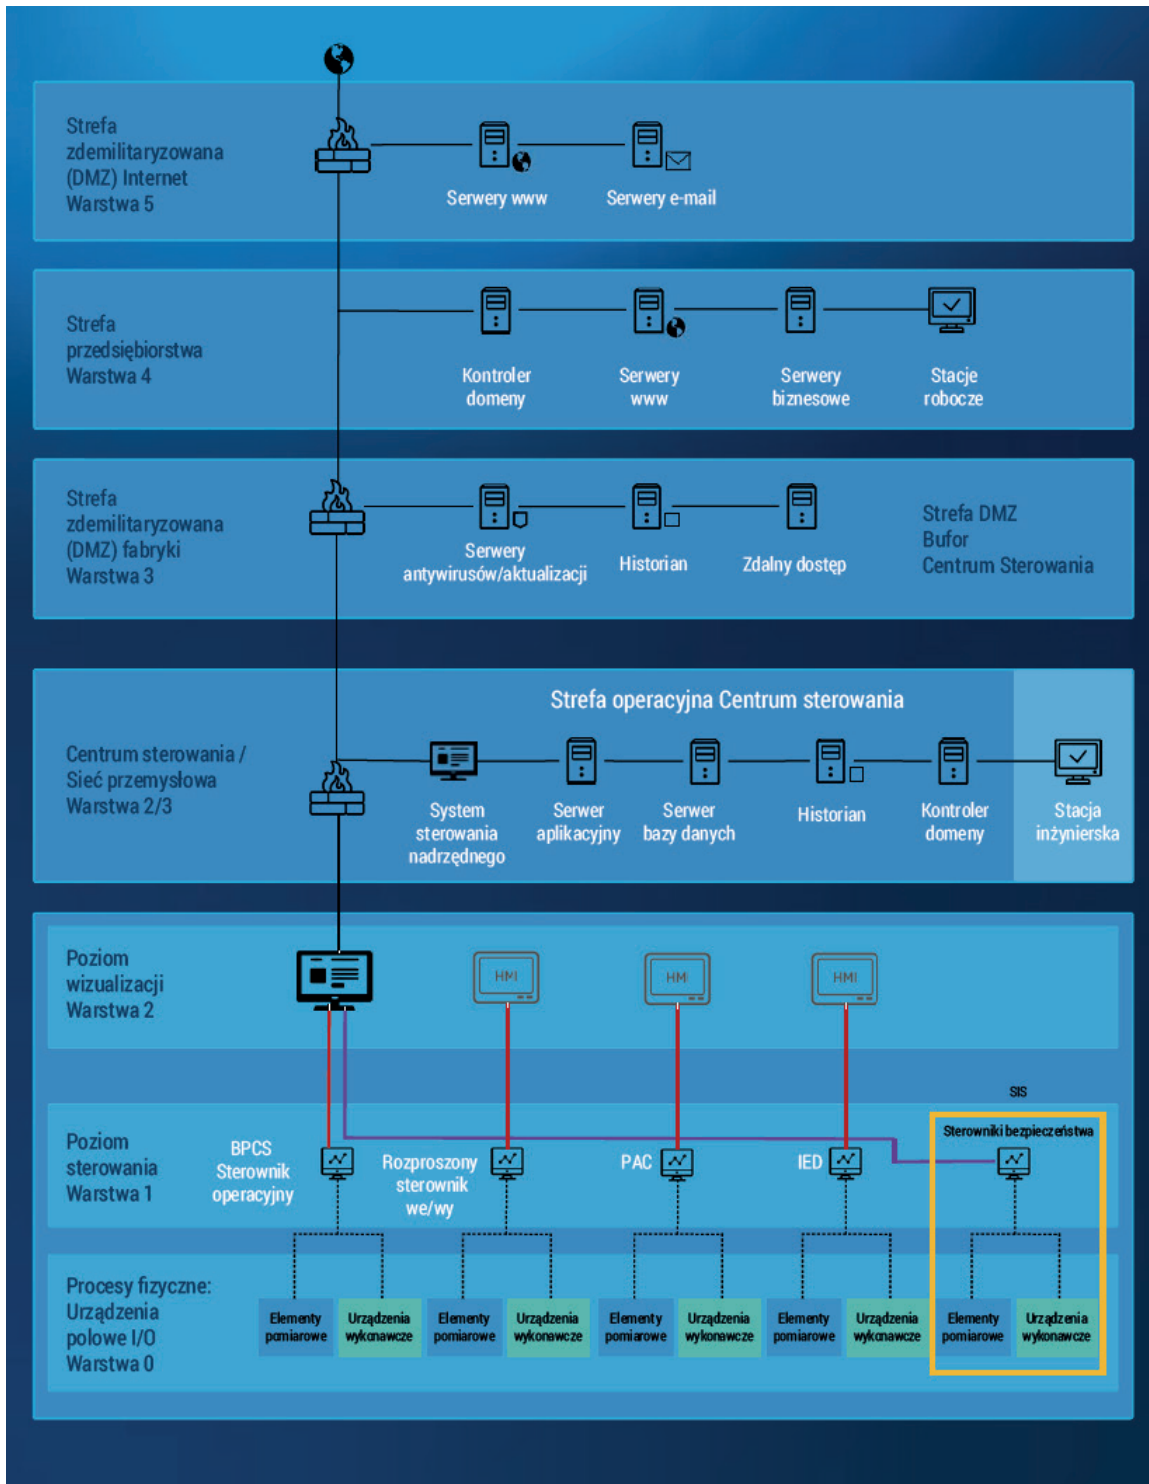 Strefa
zdemilitaryzowana
(DMZ) Internet
Warstwa 5
Serwery www
Serwery e-mail
Strefa
przedsiębiorstwa
Warstwa 4
Kontroler
domeny
Serwery
www
Serwery
biznesowe
Stacje
robocze
Strefa
zdemilitaryzowana
(DMZ) fabryki
Warstwa 3
Serwery
antywirusów/aktualizacji
Historian
Zdalny dostęp
Strefa DMZ
Bufor
Centrum Sterowania
Strefa operacyjna Centrum sterowania
Centrum sterowania /
Sieć przemysłowa
Warstwa 2/3
System
sterowania
nadrzędnego
Serwer
aplikacyjny
Serwer
bazy danych
Historian
Kontroler
domeny
Stacja
inżynierska
Poziom
wizualizacji
Warstwa 2
HMI
HMI
HMI
SIS
Poziom
sterowania
Warstwa 1
BPCS
Sterownik
operacyjny
Rozproszony
sterownik
we/wy
PAC
IED
Sterowniki bezpieczeństwa
Procesy fizyczne:
Urządzenia
polowe I/O
Warstwa 0
Elementy
pomiarowe
Urządzenia
wykonawcze
Elementy
pomiarowe
Urządzenia
wykonawcze
Elementy
pomiarowe
Urządzenia
wykonawcze
Elementy
pomiarowe
Urządzenia
wykonawcze
Elementy
pomiarowe
Urządzenia
wykonawcze